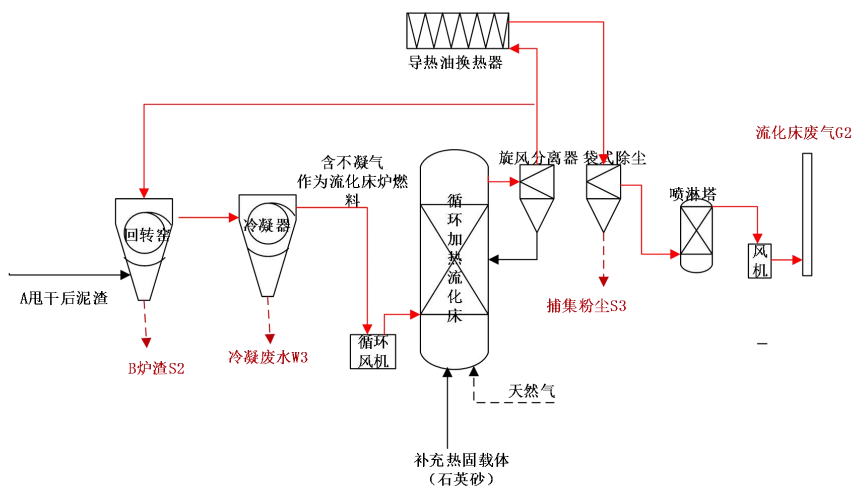 导热油换热器
流化床废气G2
含不凝气
作为流化床炉燃
料
旋风分离器
袋式除尘
喷淋塔
回转窑
冷凝器
循环加热流化床
风
机
A甩干后泥渣
捕集粉尘S3
循环
风机
冷凝废水W3
B炉渣S2
天然气
补充热固载体
（石英砂）